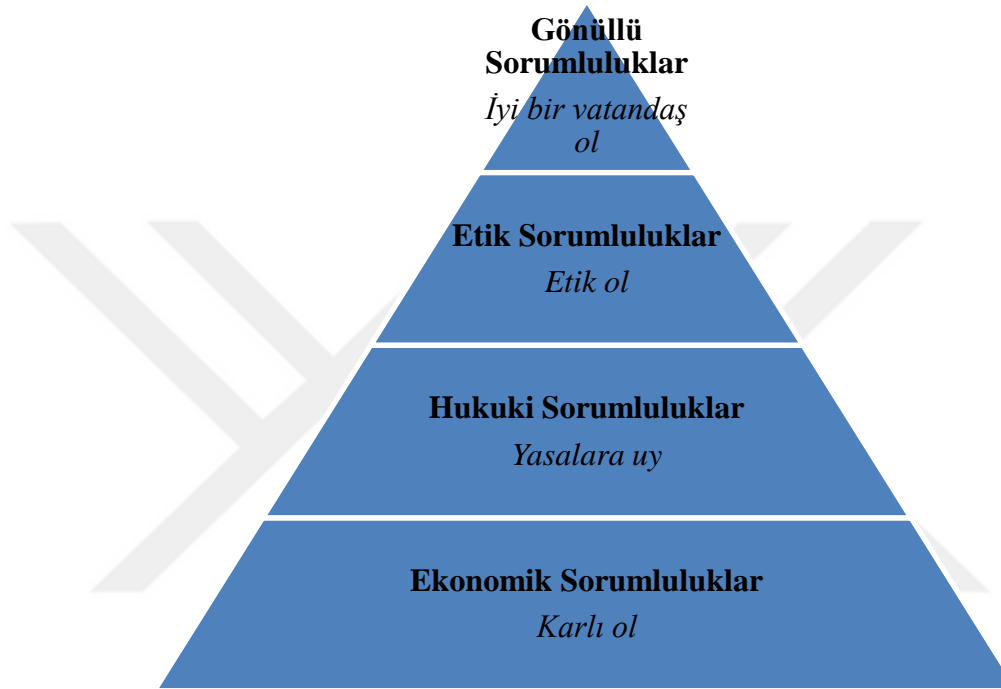 Gönüllü
Sorumluluklar
İyi bir vatandaş
ol
Etik Sorumluluklar
Etik ol
Hukuki Sorumluluklar
Yasalara uy
Ekonomik Sorumluluklar
Karlı ol